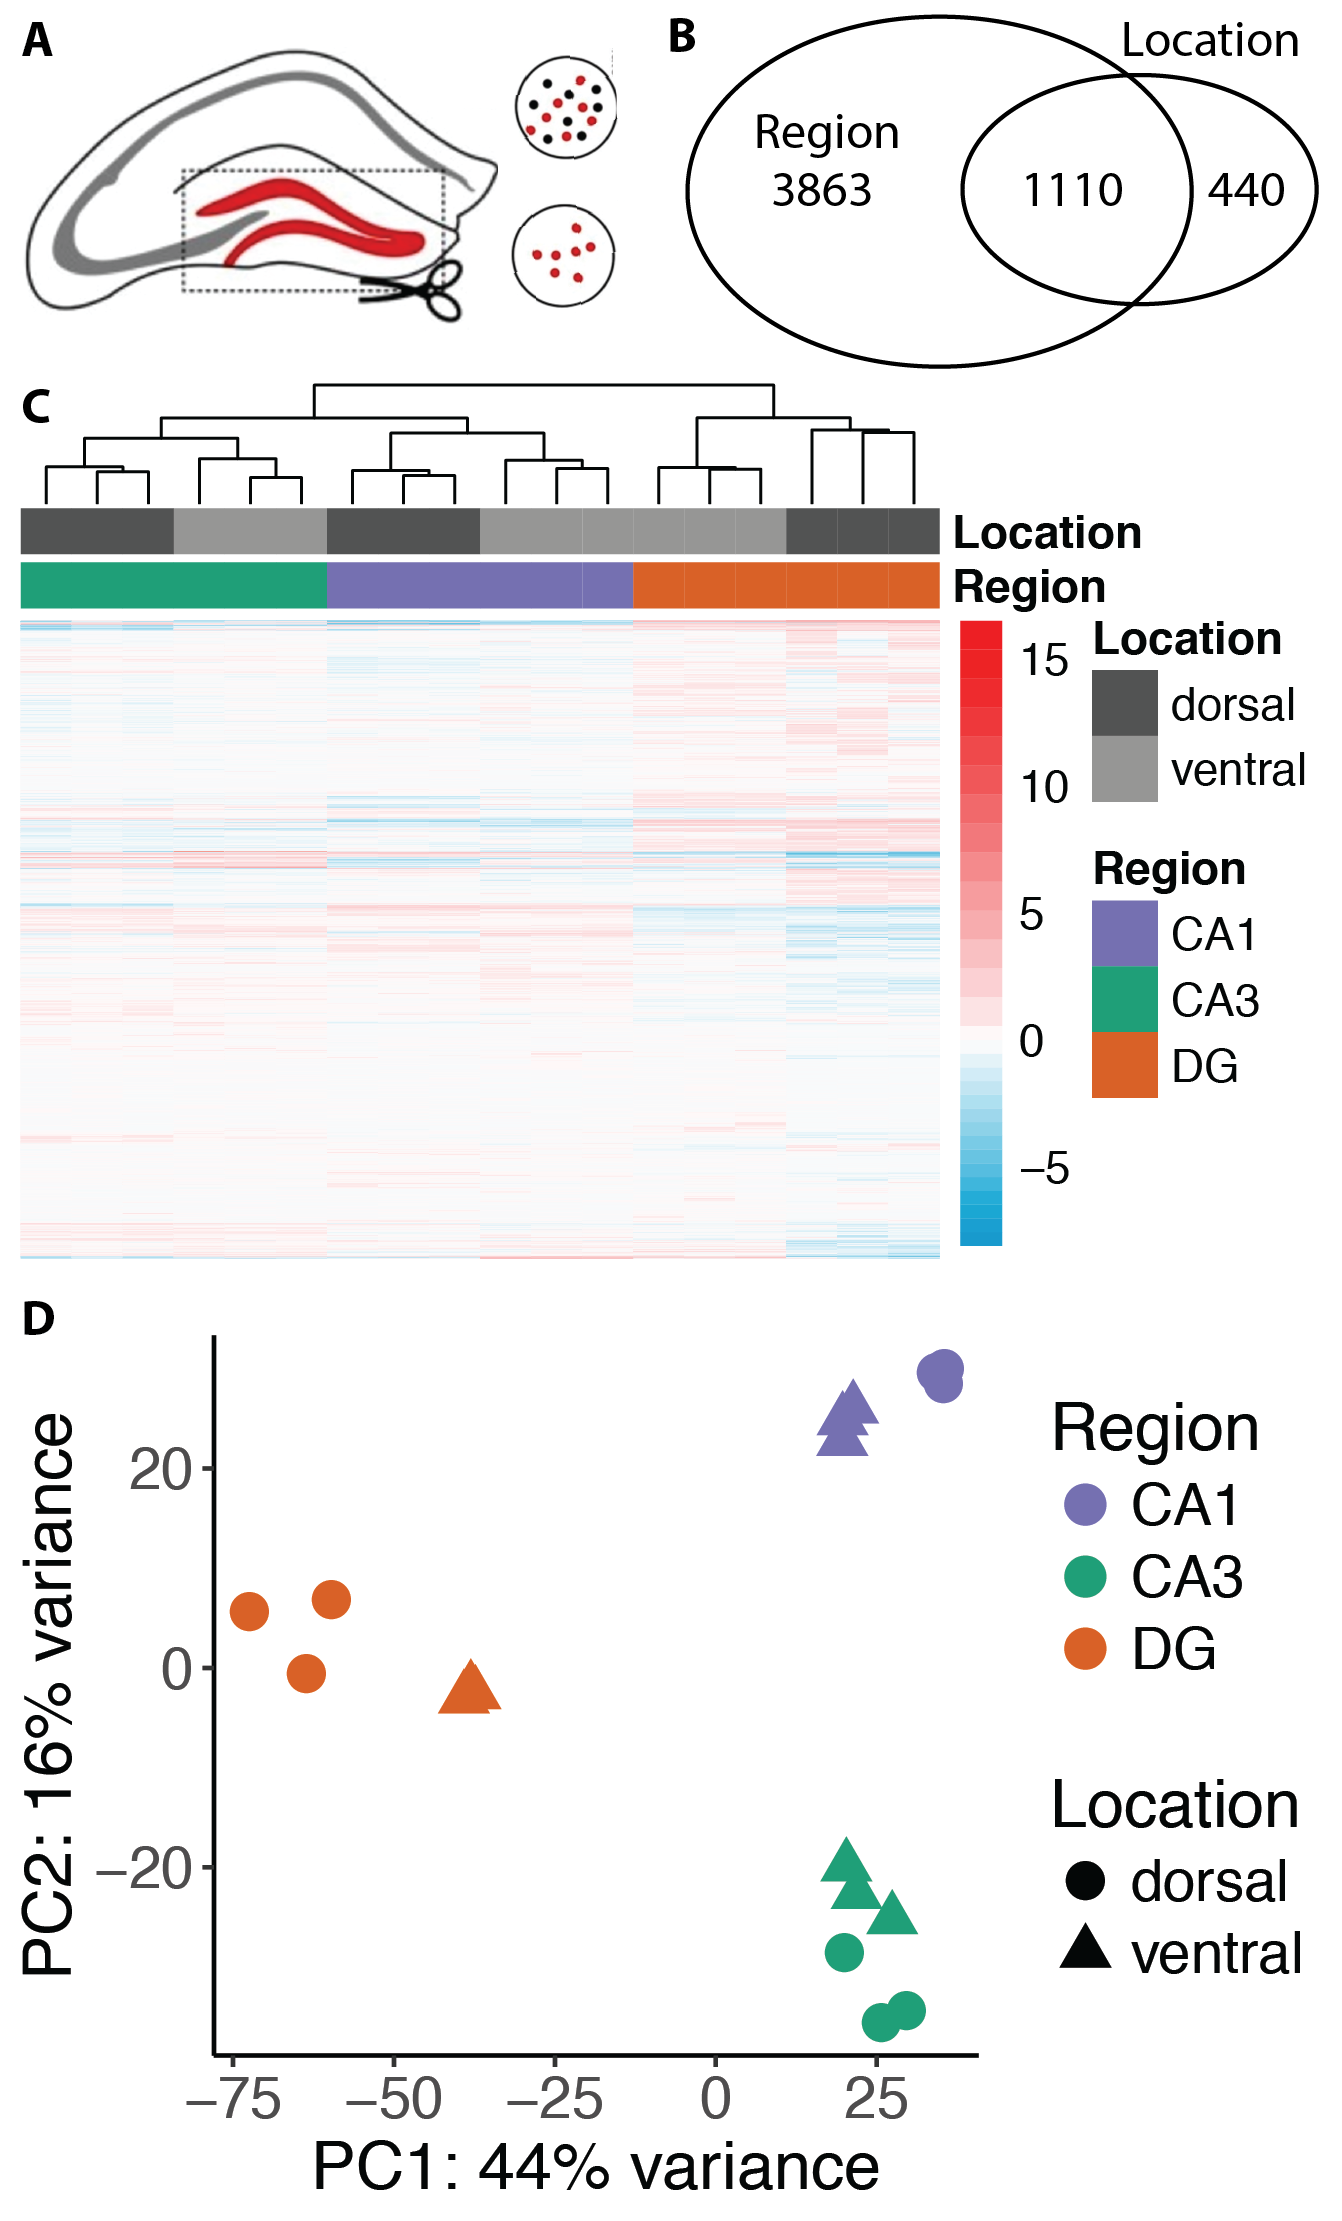 A
B
Location
Region
3863
1110
440
C
Location
Region
15
10
5
0
−5
Location
dorsal
ventral
Region
CA1
CA3
DG
D
PC2: 16% variance
20
0
−20
−75
−50
−25
0
25
PC1: 44% variance
Region
CA1
CA3
DG
Location
dorsal
ventral